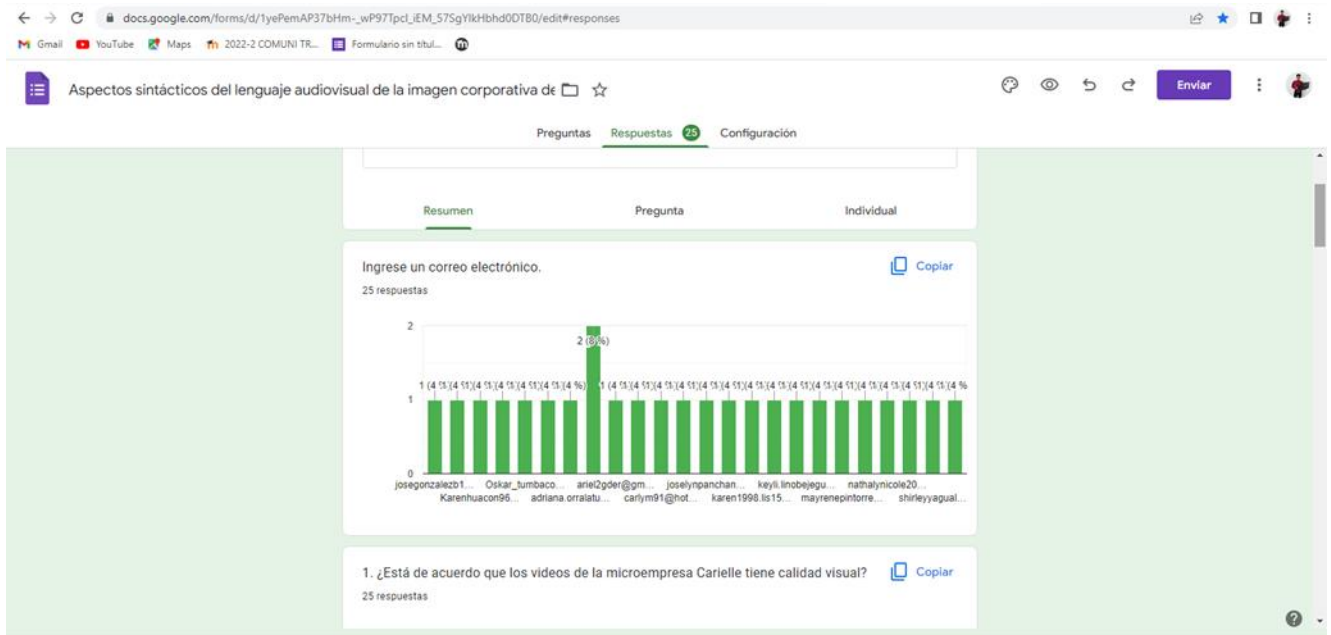 docs.google.com/forms/d/1yePemAP37bHm-_wP97TpcI_iEM_57SgYlkHbhd0DTB0/edit#responses
Gmail YouTube Maps 2022-2 COMUNI TR... Formulario sin títul...
Aspectos sintácticos del lenguaje audiovisual de la imagen corporativa de
Enviar
Preguntas Respuestas 25 Configuración
Resumen Pregunta Individual
Ingrese un correo electrónico. Copiar
25 respuestas
2
2 (8 %)
1
0
josegonzalezb1... Oskar_tumbaco... ariel2gder@gm... joselynpanchan... keyli.linobejegu... nathalynicole20...
Karenhuacon96... adriana.orralatu... carlym91@hot... karen1998.lis15... mayrenepintorre... shirleyyagual...
1. ¿Está de acuerdo que los videos de la microempresa Carielle tiene calidad visual? Copiar
25 respuestas